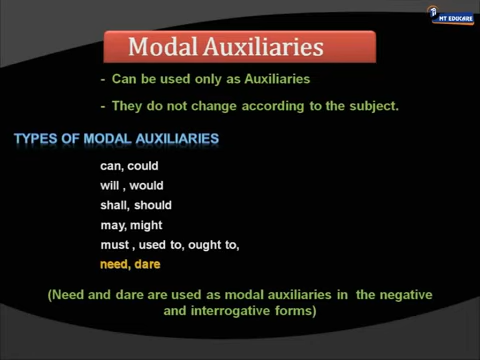 MT EDUCARE
Modal Auxiliaries
- Can be used only as Auxiliaries
- They do not change according to the subject.
TYPES OF MODAL AUXILIARIES
can, could
will , would
shall, should
may, might
must , used to, ought to,
need, dare
(Need and dare are used as modal auxiliaries in the negative
and interrogative forms)